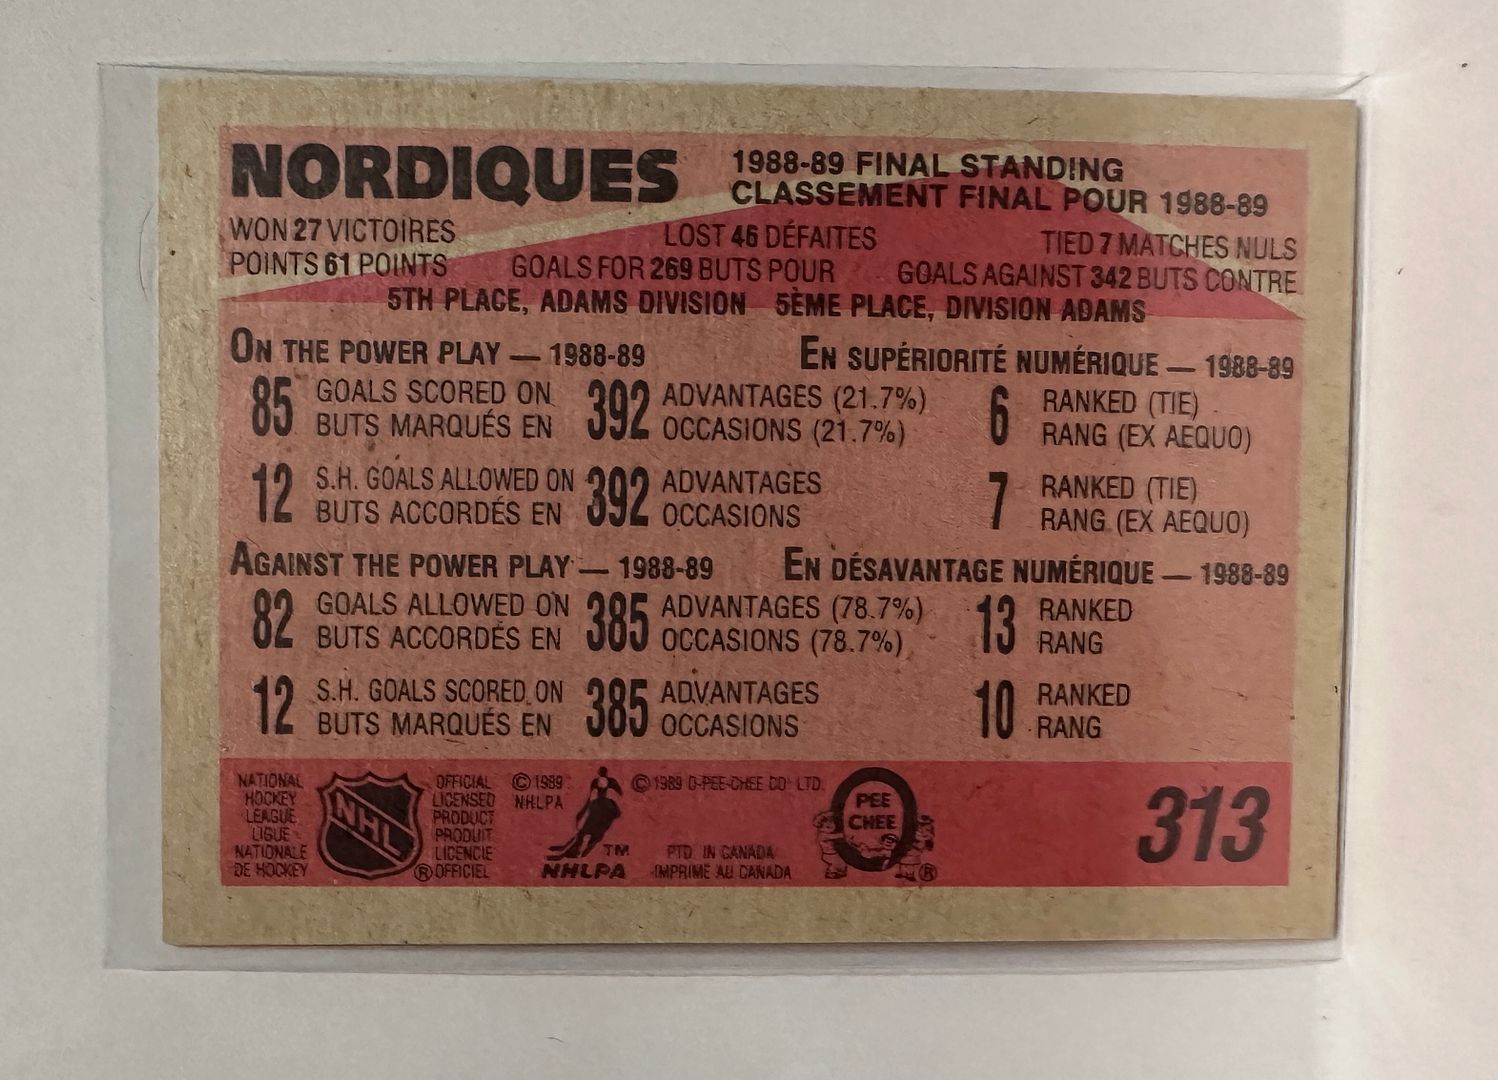 NORDIQUES
1988-89 FINAL STANDING
CLASSEMENT FINAL POUR 1988-89
WON 27 VICTOIRES LOST 46 DÉFAITES TIED 7 MATCHES NULS
POINTS 61 POINTS GOALS FOR 269 BUTS POUR GOALS AGAINST 342 BUTS CONTRE
5TH PLACE, ADAMS DIVISION 5ÈME PLACE, DIVISION ADAMS
ON THE POWER PLAY — 1988-89 EN SUPÉRIORITÉ NUMÉRIQUE — 1988-89
85 GOALS SCORED ON 392 ADVANTAGES (21.7%) 6 RANKED (TIE)
BUTS MARQUÉS EN OCCASIONS (21.7%) RANG (EX AEQUO)
12 S.H. GOALS ALLOWED ON 392 ADVANTAGES 7 RANKED (TIE)
BUTS ACCORDÉS EN OCCASIONS RANG (EX AEQUO)
AGAINST THE POWER PLAY — 1988-89 EN DÉSAVANTAGE NUMÉRIQUE — 1988-89
82 GOALS ALLOWED ON 385 ADVANTAGES (78.7%) 13 RANKED
BUTS ACCORDÉS EN OCCASIONS (78.7%) RANG
12 S.H. GOALS SCORED ON 385 ADVANTAGES 10 RANKED
BUTS MARQUÉS EN OCCASIONS RANG
NATIONAL
HOCKEY
LEAGUE
LIGUE
NATIONALE
DE HOCKEY
NHL
OFFICIAL
LICENSED
PRODUCT
PRODUIT
LICENCIE
® OFFICIEL
© 1989
NHLPA
TM
NHLPA
© 1989 O-PEE-CHEE CO. LTD.
PTD. IN CANADA
IMPRIMÉ AU CANADA
O
PEE
CHEE
®
313